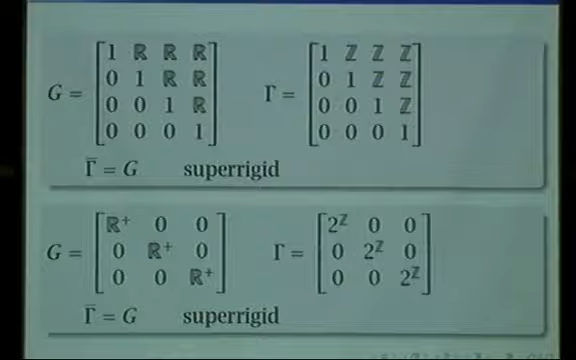 G = [1 ℝ ℝ ℝ
0 1 ℝ ℝ
0 0 1 ℝ
0 0 0 1] Γ = [1 ℤ ℤ ℤ
0 1 ℤ ℤ
0 0 1 ℤ
0 0 0 1]
Γ̅ = G superrigid
G = [ℝ⁺ 0 0
0 ℝ⁺ 0
0 0 ℝ⁺] Γ = [2^ℤ 0 0
0 2^ℤ 0
0 0 2^ℤ]
Γ̅ = G superrigid